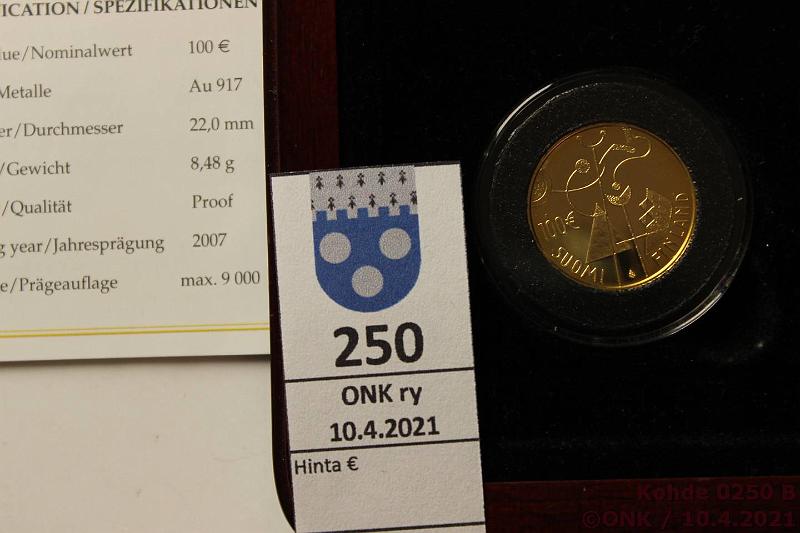 ICATION / SPEZIFIKATIONEN
lue/Nominalwert 100 €
Metalle Au 917
er/Durchmesser 22,0 mm
/Gewicht 8,48 g
/Qualität Proof
g year/Jahresprägung 2007
e/Prägeauflage max. 9 000
250
ONK ry
10.4.2021
Hinta €
100€
SUOMI FINLAND
Kohde 0250 B
©ONK / 10.4.2021